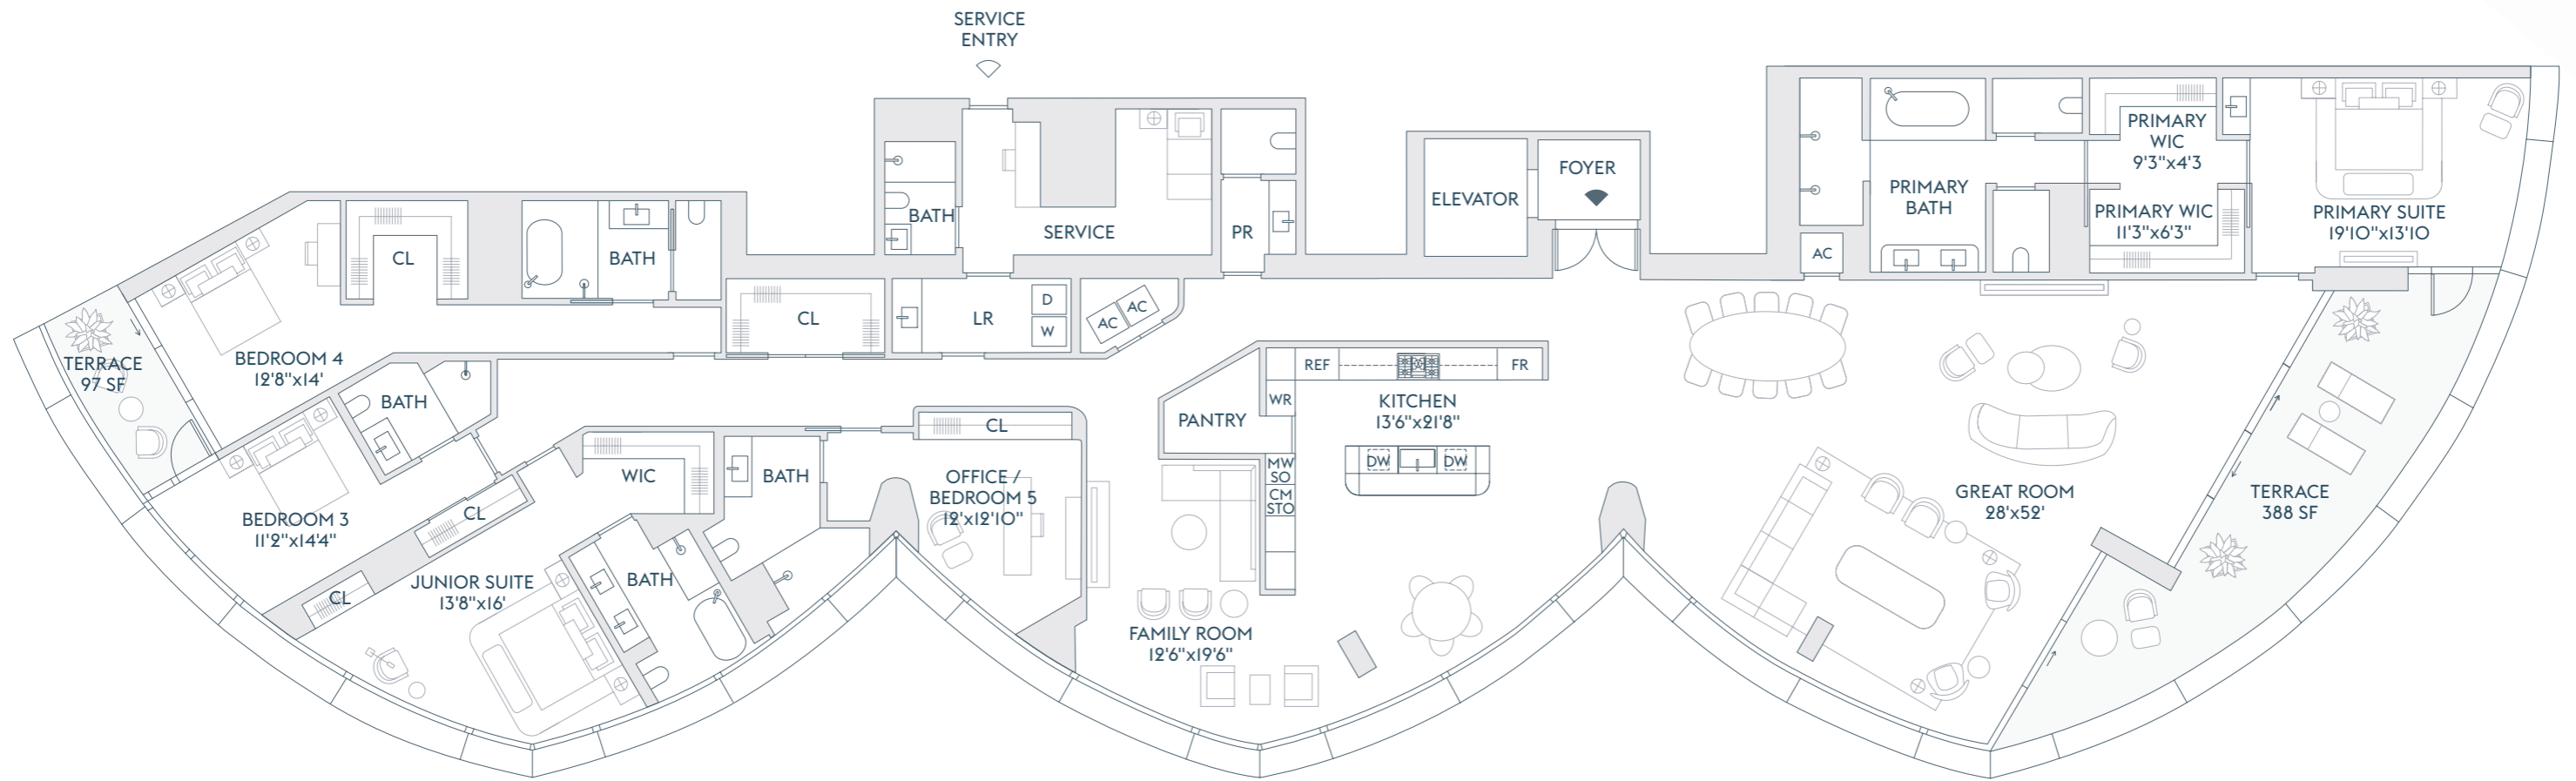 SERVICE
ENTRY
ELEVATOR
FOYER
BATH
SERVICE
PR
AC
PRIMARY
BATH
PRIMARY
WIC
9'3"x4'3
PRIMARY WIC
11'3"x6'3"
PRIMARY SUITE
19'10"x13'10
CL
BATH
CL
LR
D
W
AC
AC
TERRACE
97 SF
BEDROOM 4
12'8"x14'
BATH
BEDROOM 3
11'2"x14'4"
CL
CL
JUNIOR SUITE
13'8"x16'
WIC
BATH
BATH
CL
OFFICE /
BEDROOM 5
12'x12'10"
PANTRY
REF
FR
WR
KITCHEN
13'6"x21'8"
DW
DW
MW
SO
CM
STO
FAMILY ROOM
12'6"x19'6"
GREAT ROOM
28'x52'
TERRACE
388 SF